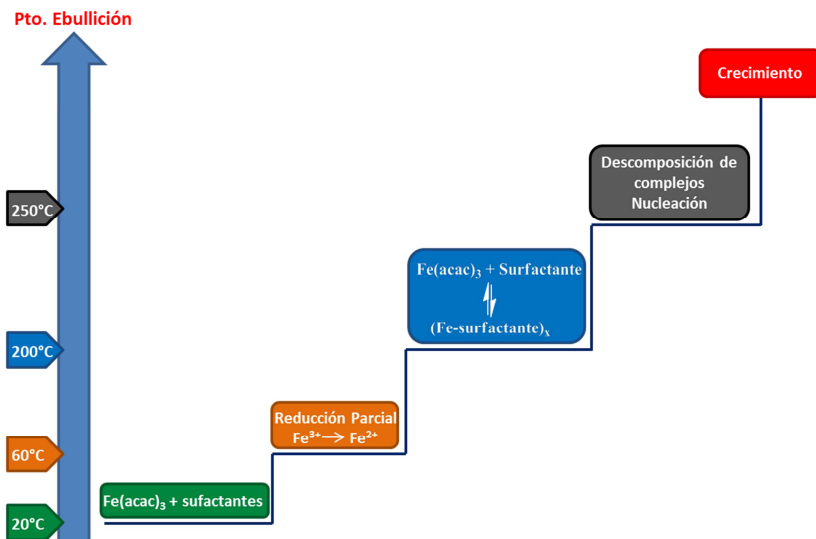 Pto. Ebullición
Crecimiento
Descomposición de
complejos
Nucleación
250°C
Fe(acac)₃ + Surfactante
(Fe-surfactante)ₓ
200°C
Reducción Parcial
Fe³⁺→ Fe²⁺
60°C
Fe(acac)₃ + sufactantes
20°C